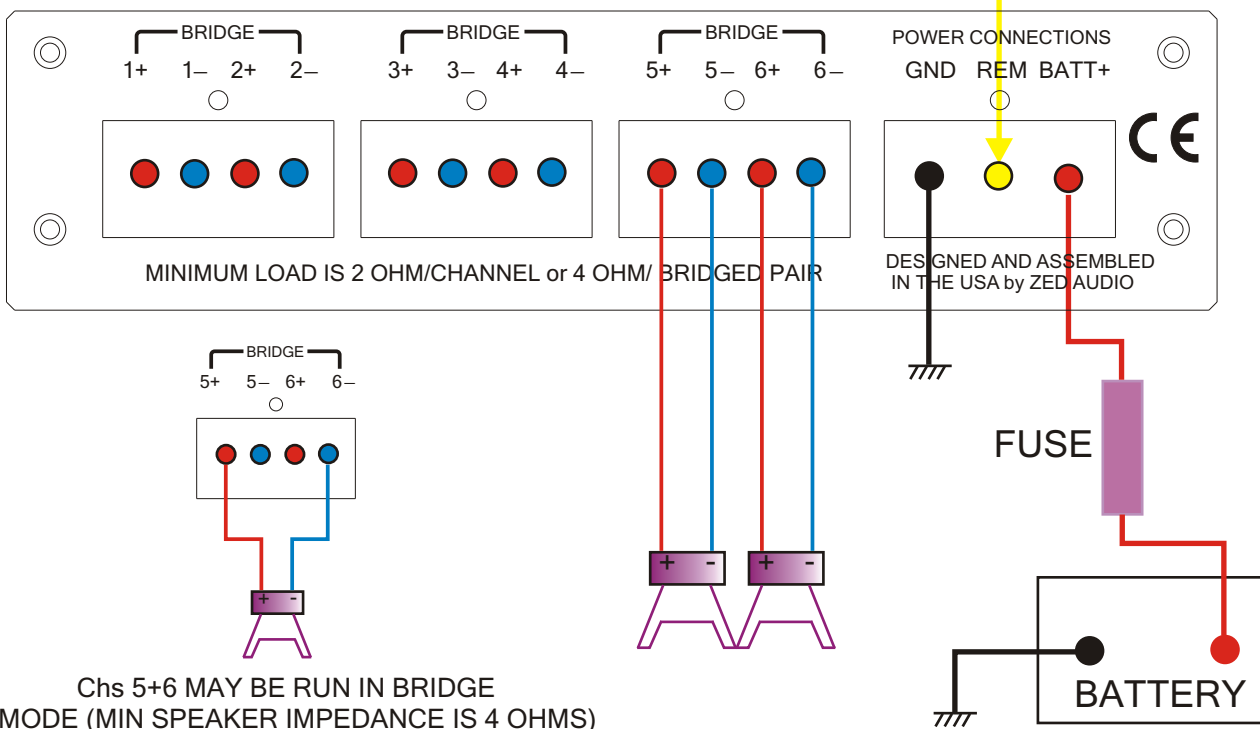 BRIDGE
1+ 1– 2+ 2–
BRIDGE
3+ 3– 4+ 4–
BRIDGE
5+ 5– 6+ 6–
POWER CONNECTIONS
GND REM BATT+
CE
MINIMUM LOAD IS 2 OHM/CHANNEL or 4 OHM/ BRIDGED PAIR
DESIGNED AND ASSEMBLED
IN THE USA by ZED AUDIO
BRIDGE
5+ 5– 6+ 6–
+ -
Chs 5+6 MAY BE RUN IN BRIDGE
MODE (MIN SPEAKER IMPEDANCE IS 4 OHMS)
+ - + -
FUSE
BATTERY